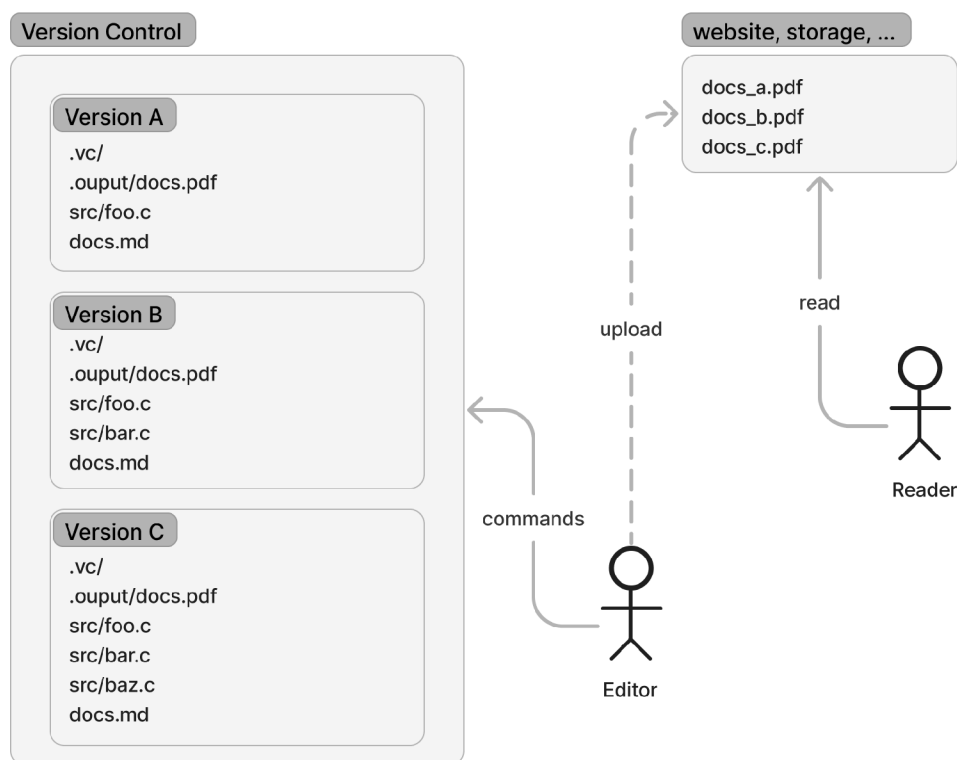 Version Control
Version A
.vc/
.ouput/docs.pdf
src/foo.c
docs.md
Version B
.vc/
.ouput/docs.pdf
src/foo.c
src/bar.c
docs.md
Version C
.vc/
.ouput/docs.pdf
src/foo.c
src/bar.c
src/baz.c
docs.md
commands
upload
Editor
website, storage, ...
docs_a.pdf
docs_b.pdf
docs_c.pdf
read
Reader